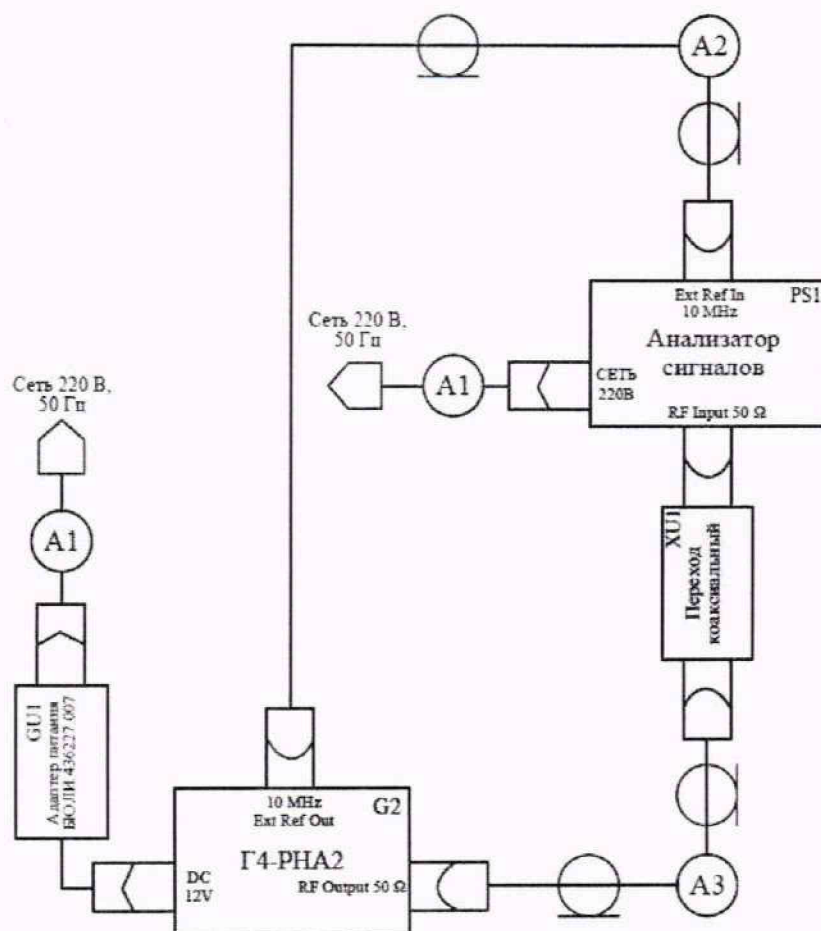 A2
Ext Ref In
10 MHz
PS1
Анализатор
сигналов
СЕТЬ
220В
RF Input 50 Ω
Сеть 220 В,
50 Гц
A1
Сеть 220 В,
50 Гц
A1
XU1
Переход
коаксиальный
GU1
Адаптер питания
БЮЛИ 436227 007
10 MHz
Ext Ref Out
G2
Г4-РНА2
DC
12V
RF Output 50 Ω
A3